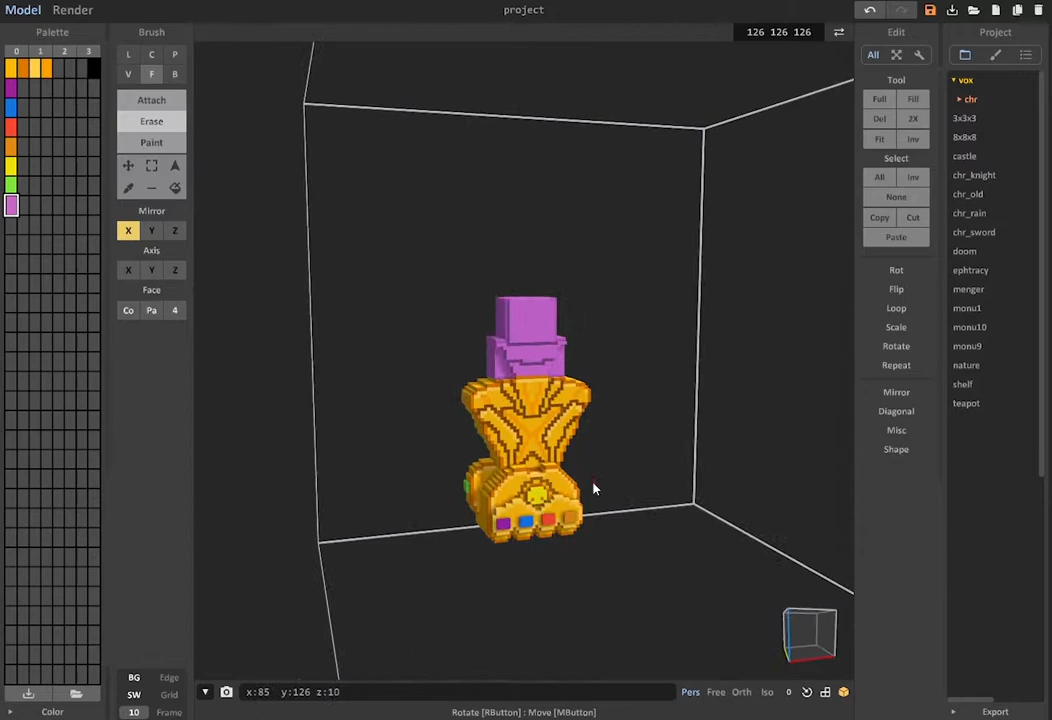 Model Render
project
Palette
0 1 2 3
Color
Brush
L C P
V F B
Attach
Erase
Paint
Mirror
X Y Z
Axis
X Y Z
Face
Co Pa 4
BG Edge
SW Grid
10 Frame
126 126 126
x:85 y:126 z:10
Pers Free Orth Iso 0
Rotate [RButton] : Move [MButton]
Edit
All
Tool
Full Fill
Del 2X
Fit Inv
Select
All Inv
None
Copy Cut
Paste
Rot
Flip
Loop
Scale
Rotate
Repeat
Mirror
Diagonal
Misc
Shape
Project
vox
chr
3x3x3
8x8x8
castle
chr_knight
chr_old
chr_rain
chr_sword
doom
ephtracy
menger
monu1
monu10
monu9
nature
shelf
teapot
Export